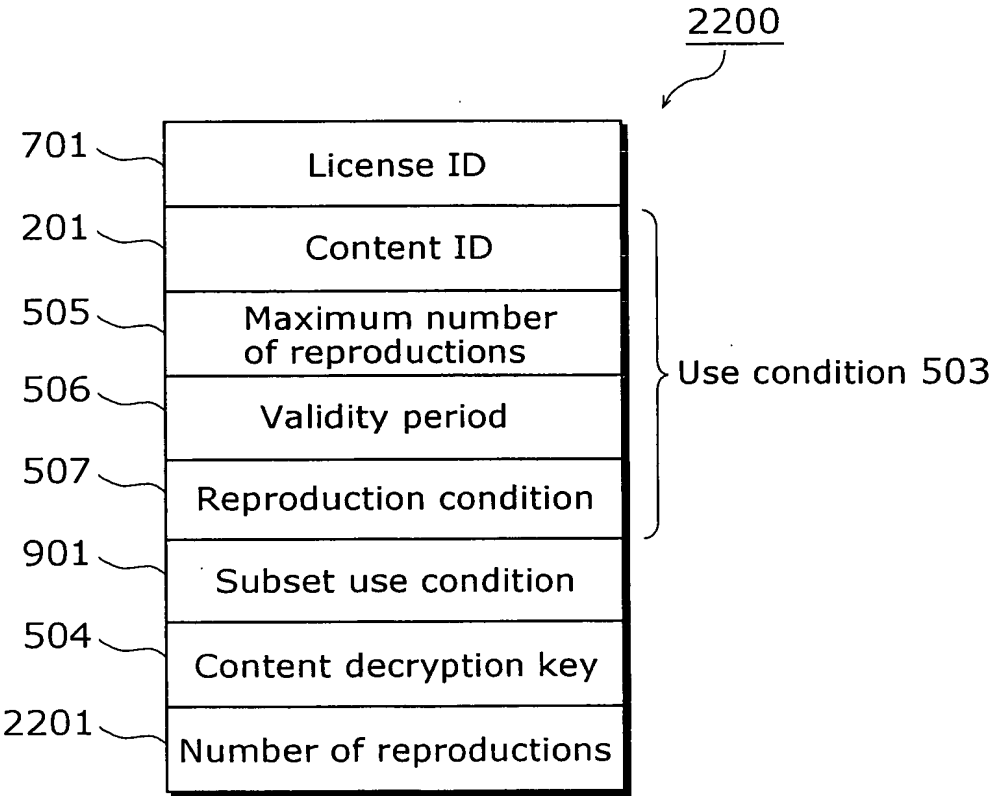 2200
701
License ID
201
Content ID
505
Maximum number
of reproductions
506
Validity period
507
Reproduction condition
Use condition 503
901
Subset use condition
504
Content decryption key
2201
Number of reproductions